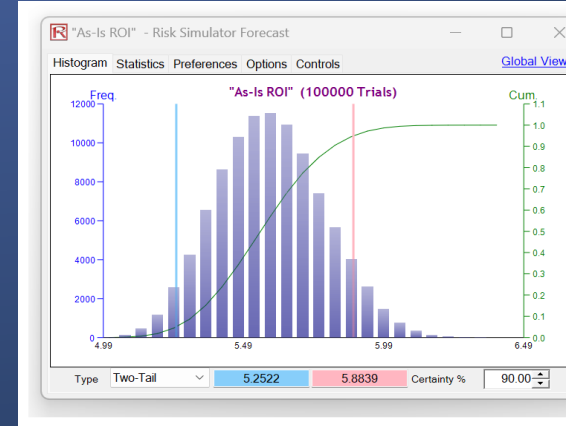 R "As-Is ROI" - Risk Simulator Forecast
Histogram Statistics Preferences Options Controls Global View
Freq. "As-Is ROI" (100000 Trials) Cum.
12000 1.1
1.0
10000 0.9
8000 0.8
0.7
6000 0.6
0.5
4000 0.4
0.3
2000 0.2
0.1
0 0.0
4.99 5.49 5.99 6.49
Type Two-Tail 5.2522 5.8839 Certainty % 90.00